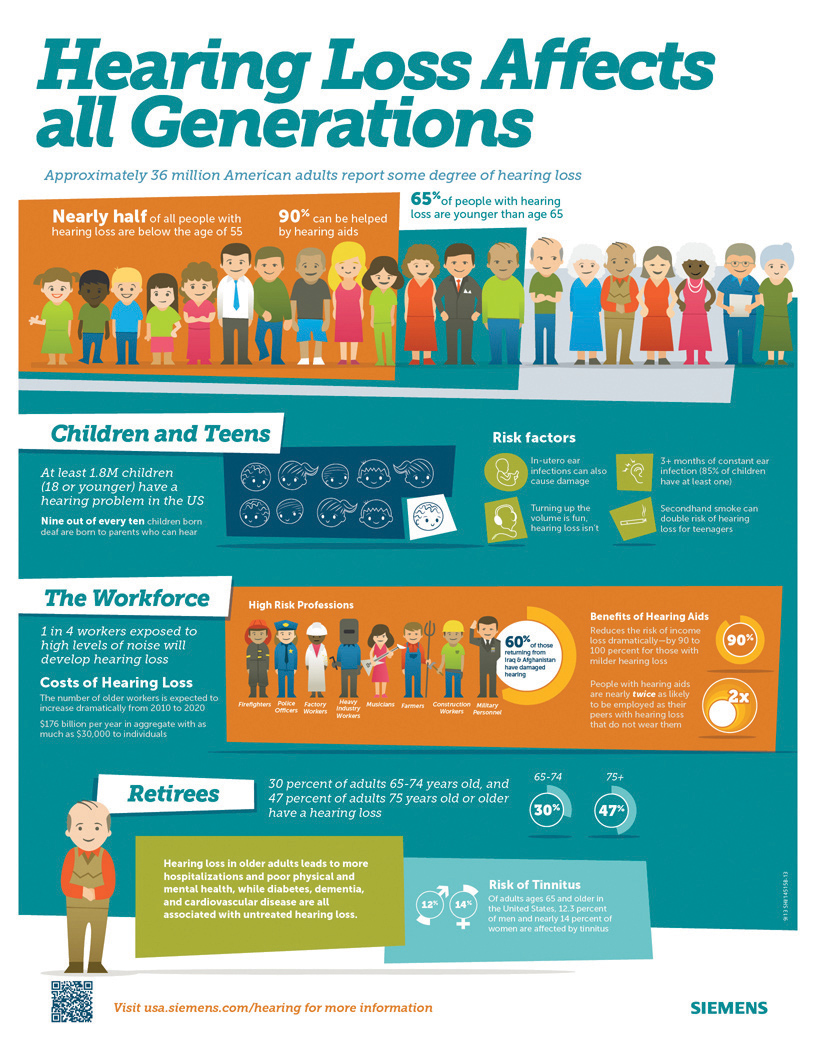 Hearing Loss Affects
all Generations
Approximately 36 million American adults report some degree of hearing loss
Nearly half of all people with
hearing loss are below the age of 55
90% can be helped
by hearing aids
65% of people with hearing
loss are younger than age 65
Children and Teens
At least 1.8M children
(18 or younger) have a
hearing problem in the US
Nine out of every ten children born
deaf are born to parents who can hear
Risk factors
In-utero ear
infections can also
cause damage
3+ months of constant ear
infection (85% of children
have at least one)
Turning up the
volume is fun,
hearing loss isn't
Secondhand smoke can
double risk of hearing
loss for teenagers
The Workforce
1 in 4 workers exposed to
high levels of noise will
develop hearing loss
Costs of Hearing Loss
The number of older workers is expected to
increase dramatically from 2010 to 2020
$176 billion per year in aggregate with as
much as $30,000 to individuals
High Risk Professions
Firefighters
Police
Officers
Factory
Workers
Heavy
Industry
Workers
Musicians
Farmers
Construction
Workers
Military
Personnel
60% of those
returning from
Iraq & Afghanistan
have damaged
hearing
Benefits of Hearing Aids
Reduces the risk of income
loss dramatically—by 90 to
100 percent for those with
milder hearing loss
90%
People with hearing aids
are nearly twice as likely
to be employed as their
peers with hearing loss
that do not wear them
2x
Retirees
30 percent of adults 65-74 years old, and
47 percent of adults 75 years old or older
have a hearing loss
65-74
30%
75+
47%
Hearing loss in older adults leads to more
hospitalizations and poor physical and
mental health, while diabetes, dementia,
and cardiovascular disease are all
associated with untreated hearing loss.
12%
14%
Risk of Tinnitus
Of adults ages 65 and older in
the United States, 12.3 percent
of men and nearly 14 percent of
women are affected by tinnitus
9/13 SHI/14515B-13
Visit usa.siemens.com/hearing for more information
SIEMENS